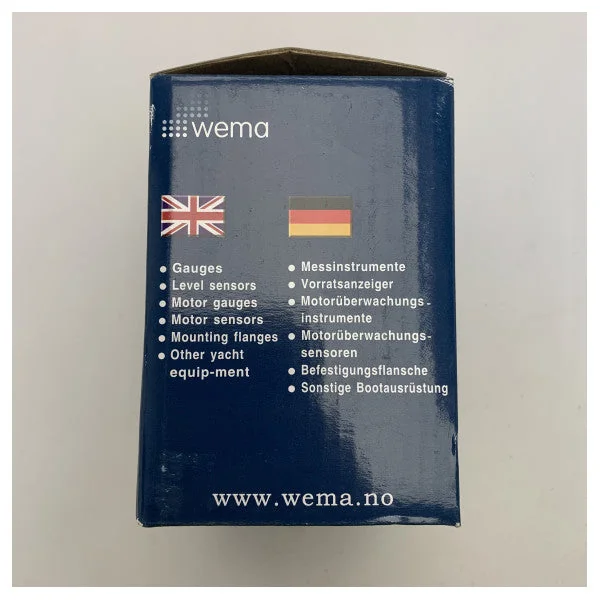 wema
• Gauges
• Level sensors
• Motor gauges
• Motor sensors
• Mounting flanges
• Other yacht
equip-ment
• Messinstrumente
• Vorratsanzeiger
• Motorüberwachungs-
instrumente
• Motorüberwachungs-
sensoren
• Befestigungsflansche
• Sonstige Bootausrüstung
www.wema.no